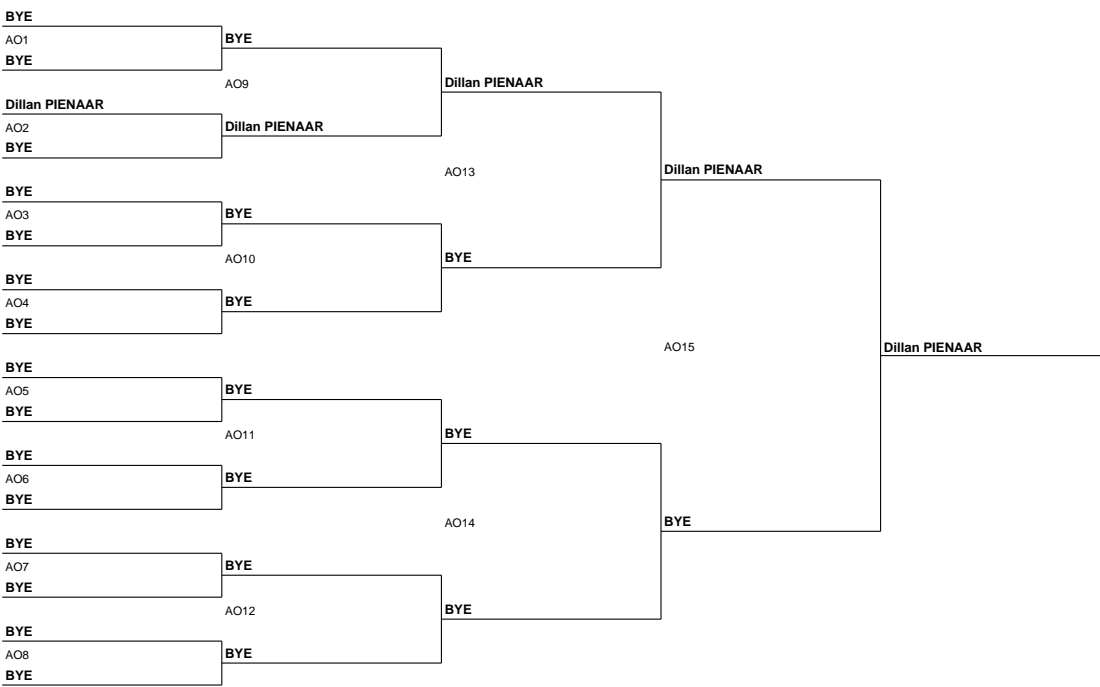 BYE
AO1
BYE
BYE
AO9
Dillan PIENAAR
Dillan PIENAAR
AO2
Dillan PIENAAR
BYE
AO13
Dillan PIENAAR
BYE
AO3
BYE
BYE
AO10
BYE
BYE
AO4
BYE
BYE
AO15
Dillan PIENAAR
BYE
AO5
BYE
BYE
AO11
BYE
BYE
AO6
BYE
BYE
AO14
BYE
BYE
AO7
BYE
BYE
AO12
BYE
BYE
AO8
BYE
BYE